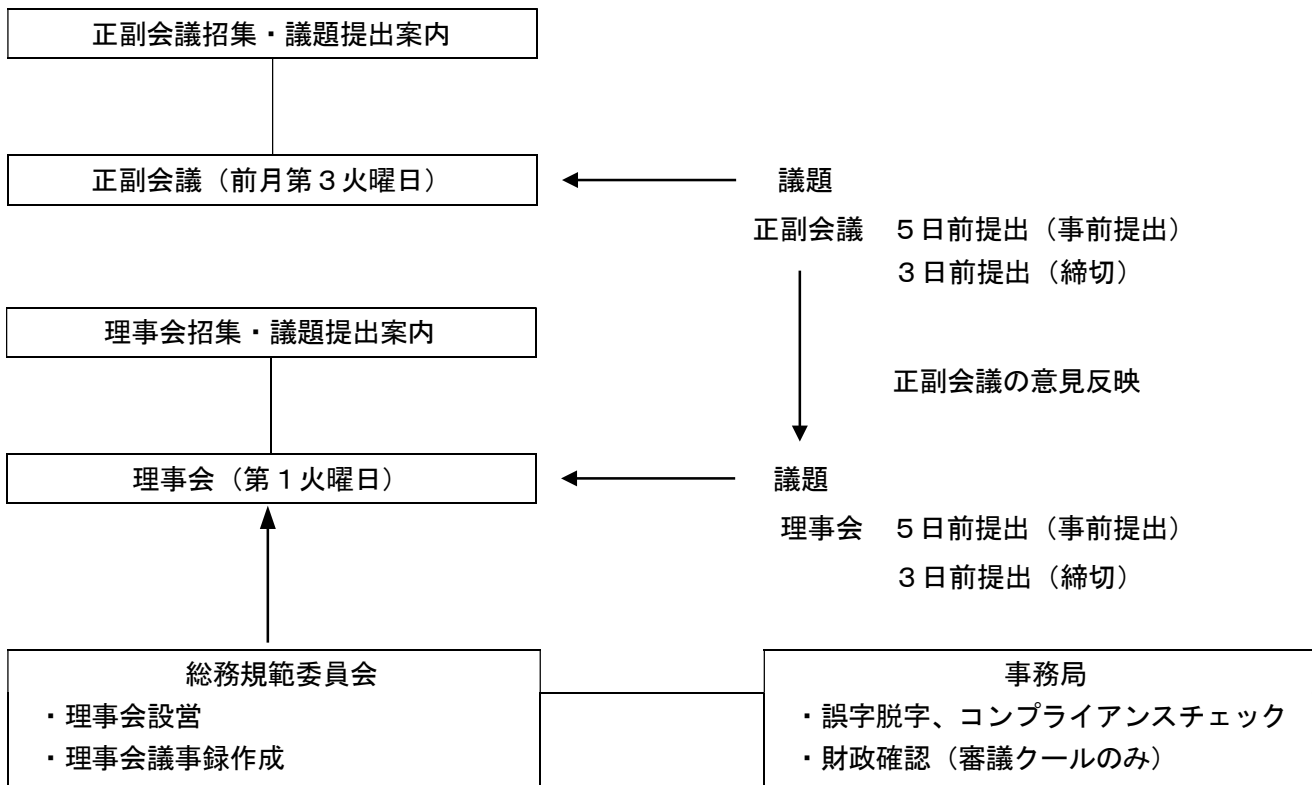 正副会議招集・議題提出案内
正副会議（前月第３火曜日）
議題
正副会議　５日前提出（事前提出）
３日前提出（締切）
理事会招集・議題提出案内
正副会議の意見反映
理事会（第１火曜日）
議題
理事会　５日前提出（事前提出）
３日前提出（締切）
総務規範委員会
・理事会設営
・理事会議事録作成
事務局
・誤字脱字、コンプライアンスチェック
・財政確認（審議クールのみ）